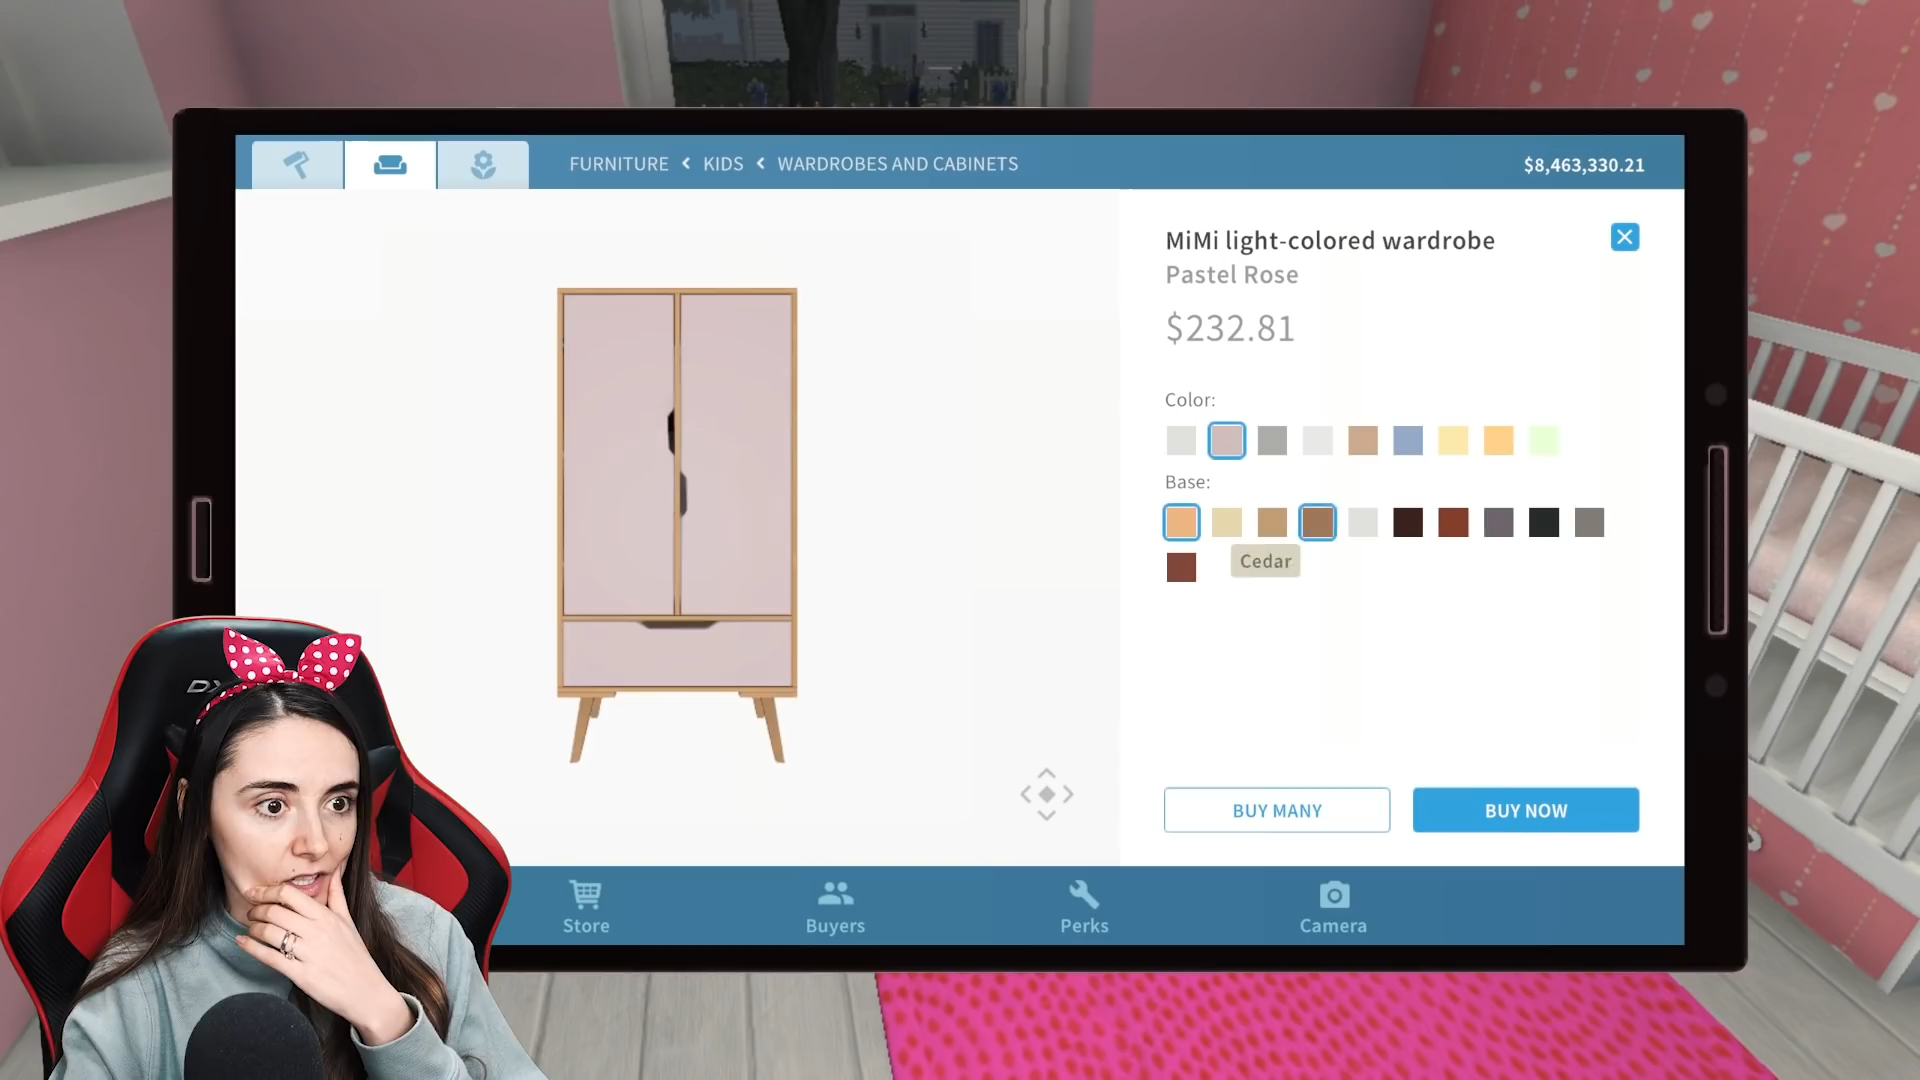 FURNITURE < KIDS < WARDROBES AND CABINETS
$8,463,330.21
MiMi light-colored wardrobe
Pastel Rose
$232.81
Color:
Base:
Cedar
BUY MANY
BUY NOW
Store
Buyers
Perks
Camera